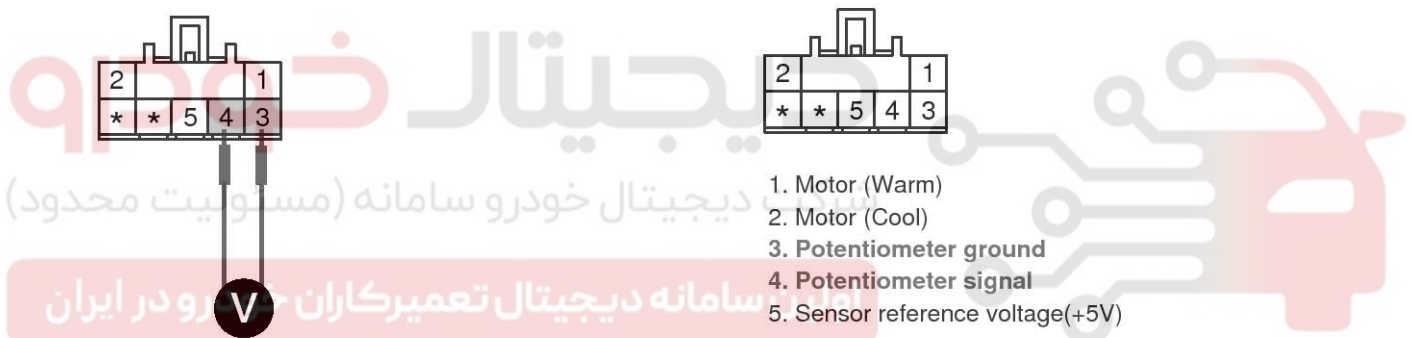 2 1
* * 5 4 3
V
2 1
* * 5 4 3
1. Motor (Warm)
2. Motor (Cool)
3. Potentiometer ground
4. Potentiometer signal
5. Sensor reference voltage(+5V)
دیجیتال خودرو
شرکت دیجیتال خودرو سامانه (مسئولیت محدود)
اولین سامانه دیجیتال تعمیرکاران خودرو در ایران